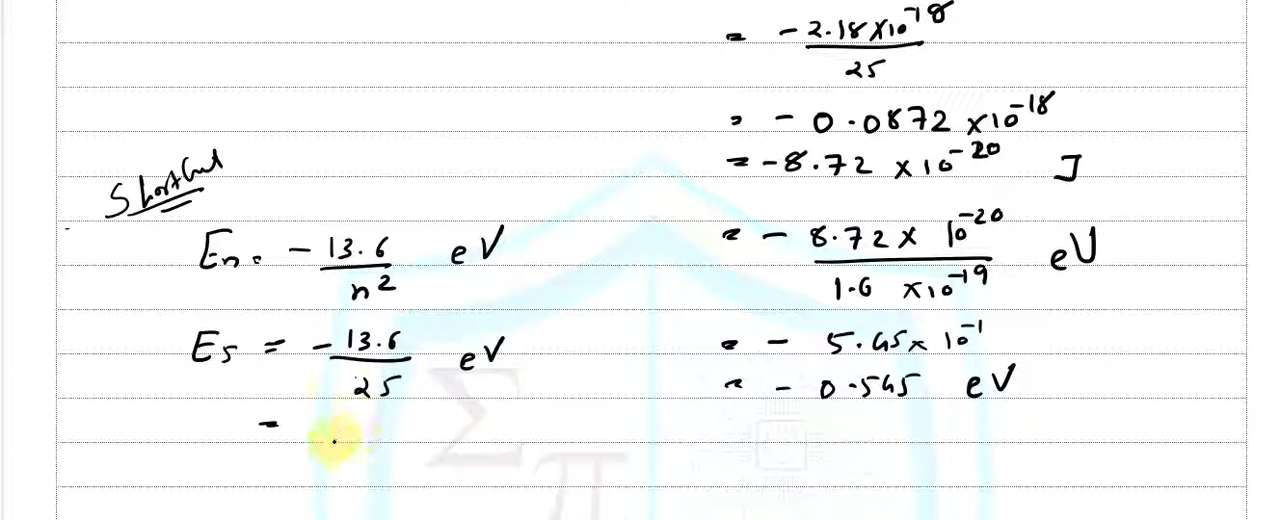 = - 2.18 × 10^-18 / 25
= - 0.0872 × 10^-18
= - 8.72 × 10^-20 J
Shortcut
En = - 13.6 / n^2 eV
= - 8.72 × 10^-20 / 1.6 × 10^-19 eV
E5 = - 13.6 / 25 eV
= - 5.45 × 10^-1
= - 0.545 eV
=
Σ
π